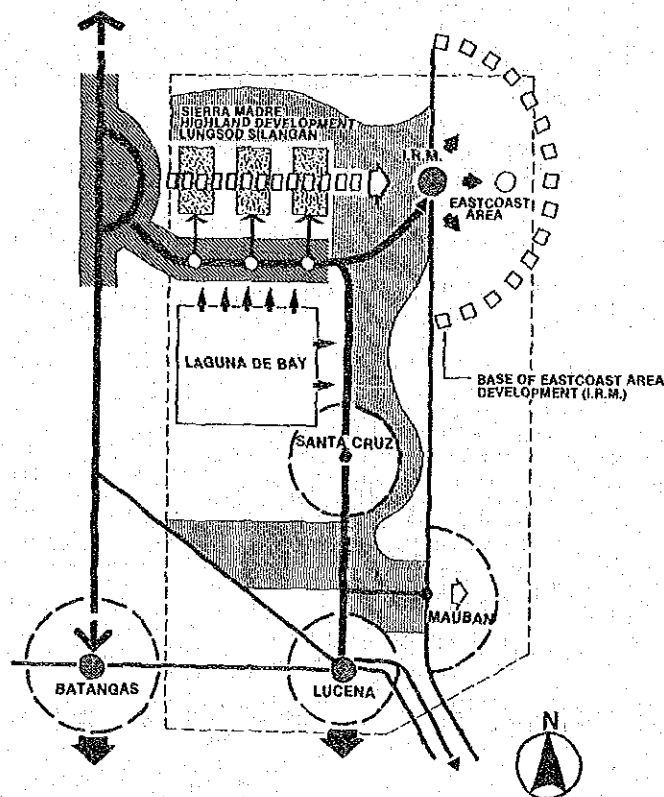 SIERRA MADRE
HIGHLAND DEVELOPMENT
LUNGSOD SILANGAN
I.R.M.
EASTCOAST
AREA
LAGUNA DE BAY
BASE OF EASTCOAST AREA
DEVELOPMENT (I.R.M.)
SANTA CRUZ
MAUBAN
BATANGAS
LUCENA
N